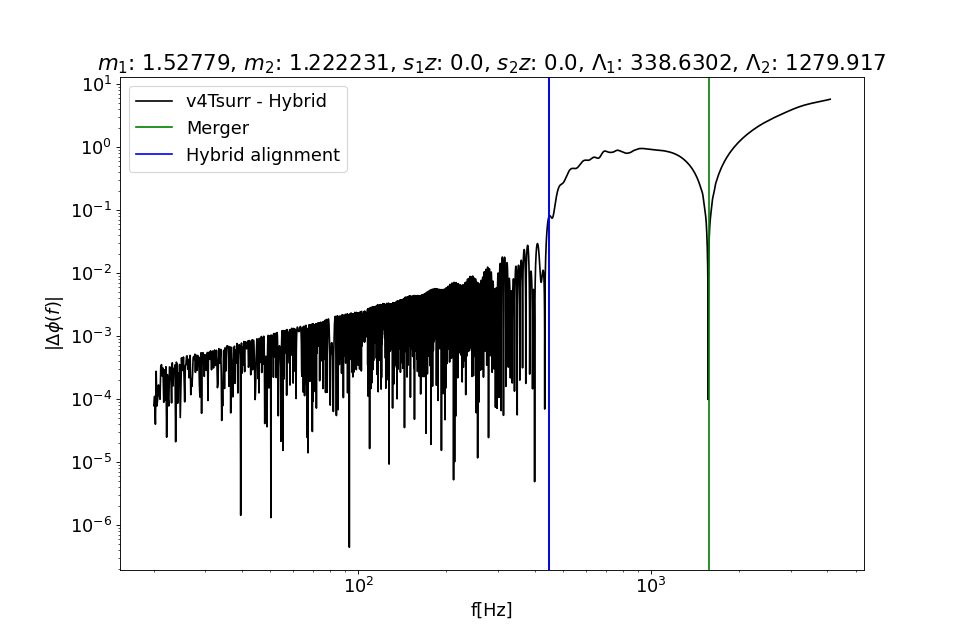 m₁: 1.52779, m₂: 1.222231, s₁z: 0.0, s₂z: 0.0, Λ₁: 338.6302, Λ₂: 1279.917
v4Tsurr - Hybrid
Merger
Hybrid alignment
10¹
10⁰
10⁻¹
10⁻²
10⁻³
10⁻⁴
10⁻⁵
10⁻⁶
|Δϕ(f)|
10² 10³
f[Hz]